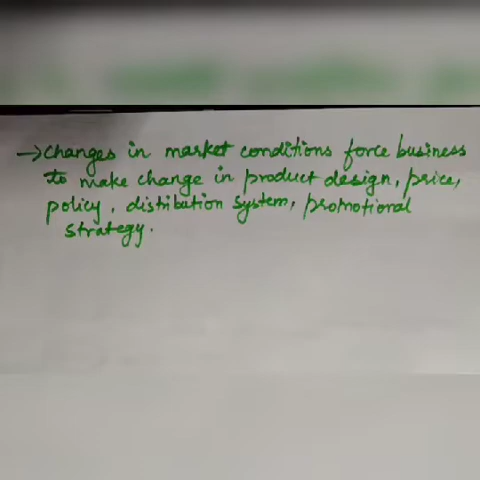 → Changes in market conditions force business
to make change in product design, price,
policy, distribution system, promotional
strategy.